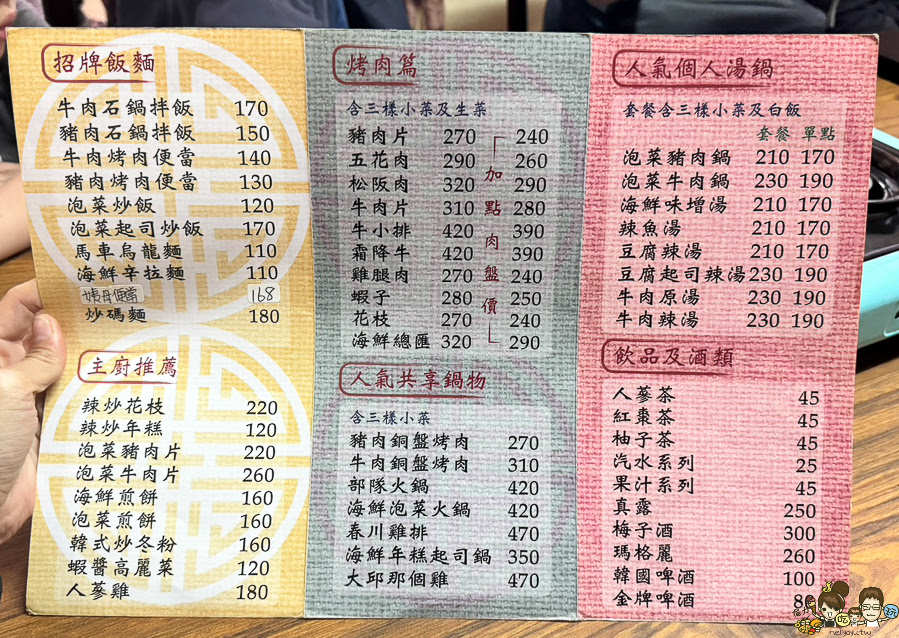 招牌飯麵
牛肉石鍋拌飯 170
豬肉石鍋拌飯 150
牛肉烤肉便當 140
豬肉烤肉便當 130
泡菜炒飯 120
泡菜起司炒飯 170
馬車烏龍麵 110
海鮮辛拉麵 110
姨母便當 168
炒碼麵 180
主廚推薦
辣炒花枝 220
辣炒年糕 120
泡菜豬肉片 220
泡菜牛肉片 260
海鮮煎餅 160
泡菜煎餅 160
韓式炒冬粉 160
蝦醬高麗菜 120
人蔘雞 180
烤肉篇
含三樣小菜及生菜
豬肉片 270 240
五花肉 290 260
松阪肉 320 290
牛肉片 310 280
牛小排 420 390
霜降牛 420 390
雞腿肉 270 240
蝦子 280 250
花枝 270 240
海鮮總匯 320 290
加點肉盤價
人氣共享鍋物
含三樣小菜
豬肉銅盤烤肉 270
牛肉銅盤烤肉 310
部隊火鍋 420
海鮮泡菜火鍋 420
春川雞排 470
海鮮年糕起司鍋 350
大邱那個雞 470
人氣個人湯鍋
套餐含三樣小菜及白飯
套餐 單點
泡菜豬肉鍋 210 170
泡菜牛肉鍋 230 190
海鮮味增湯 210 170
辣魚湯 210 170
豆腐辣湯 210 170
豆腐起司辣湯 230 190
牛肉原湯 230 190
牛肉辣湯 230 190
飲品及酒類
人蔘茶 45
紅棗茶 45
柚子茶 45
汽水系列 25
果汁系列 45
真露 250
梅子酒 300
瑪格麗 260
韓國啤酒 100
金牌啤酒
nellydyu.tw